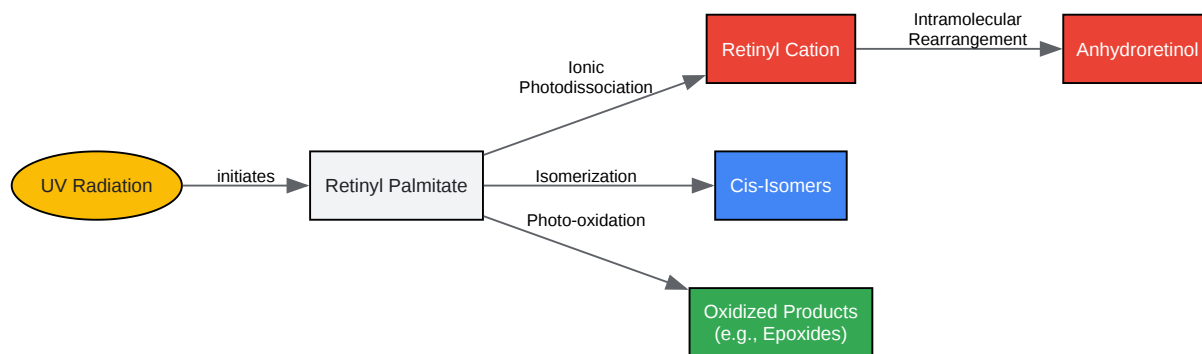 Intramolecular
Rearrangement
Retinyl Cation
Anhydroretinol
Ionic
Photodissociation
UV Radiation
initiates
Retinyl Palmitate
Isomerization
Cis-Isomers
Photo-oxidation
Oxidized Products
(e.g., Epoxides)